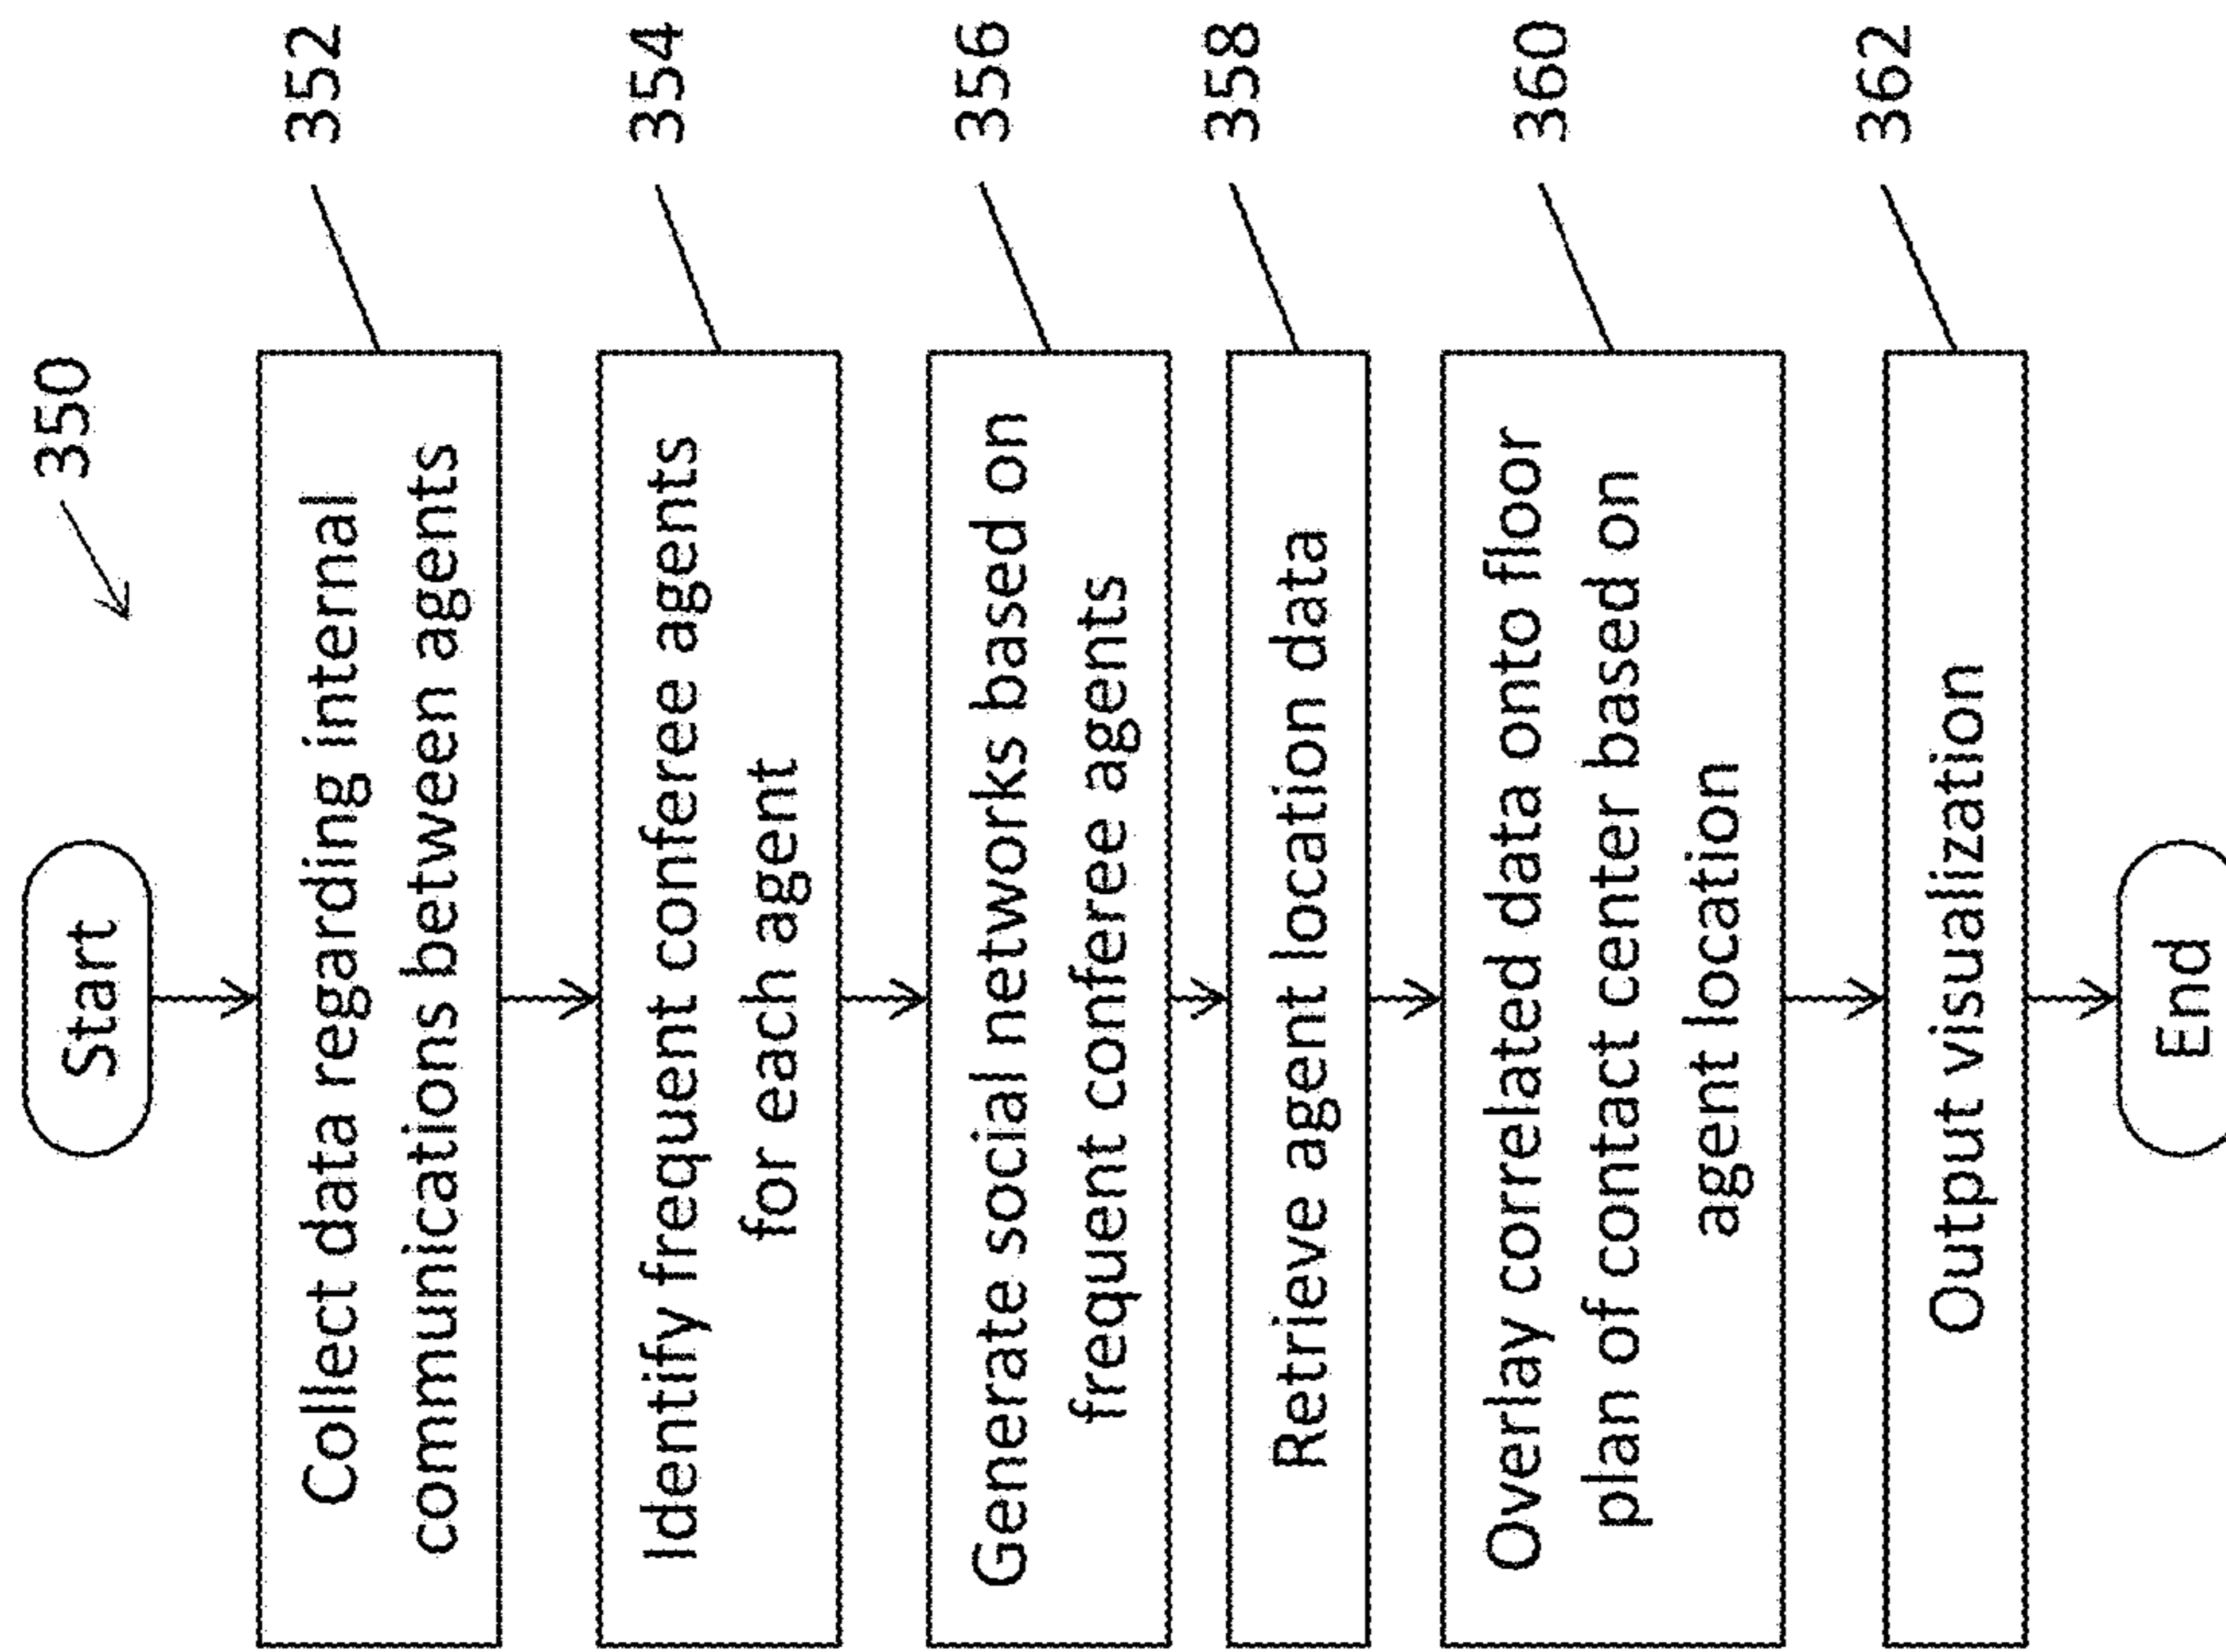 350
Start
Collect data regarding internal
communications between agents
352
Identify frequent conferee agents
for each agent
354
Generate social networks based on
frequent conferee agents
356
Retrieve agent location data
358
Overlay correlated data onto floor
plan of contact center based on
agent location
360
Output visualization
362
End